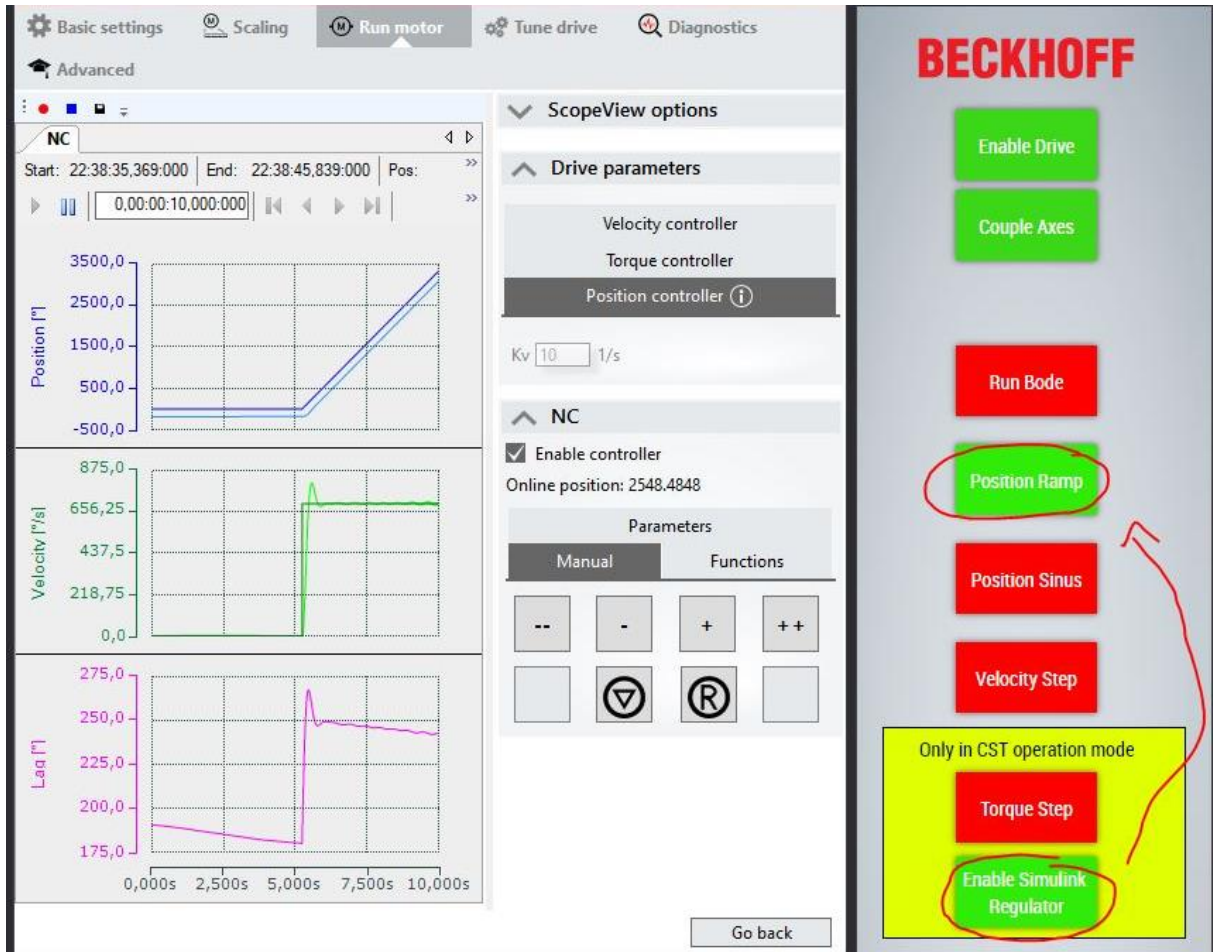 Basic settings
Scaling
Run motor
Tune drive
Diagnostics
Advanced
NC
Start: 22:38:35,369:000 End: 22:38:45,839:000 Pos:
0,00:00:10,000:000
3500,0
2500,0
1500,0
500,0
-500,0
Position [°]
875,0
656,25
437,5
218,75
0,0
Velocity [°/s]
275,0
250,0
225,0
200,0
175,0
Lag [°]
0,000s 2,500s 5,000s 7,500s 10,000s
ScopeView options
Drive parameters
Velocity controller
Torque controller
Position controller
Kv 10 1/s
NC
Enable controller
Online position: 2548.4848
Parameters
Manual Functions
-- - + ++
R
Go back
BECKHOFF
Enable Drive
Couple Axes
Run Bode
Position Ramp
Position Sinus
Velocity Step
Only in CST operation mode
Torque Step
Enable Simulink
Regulator